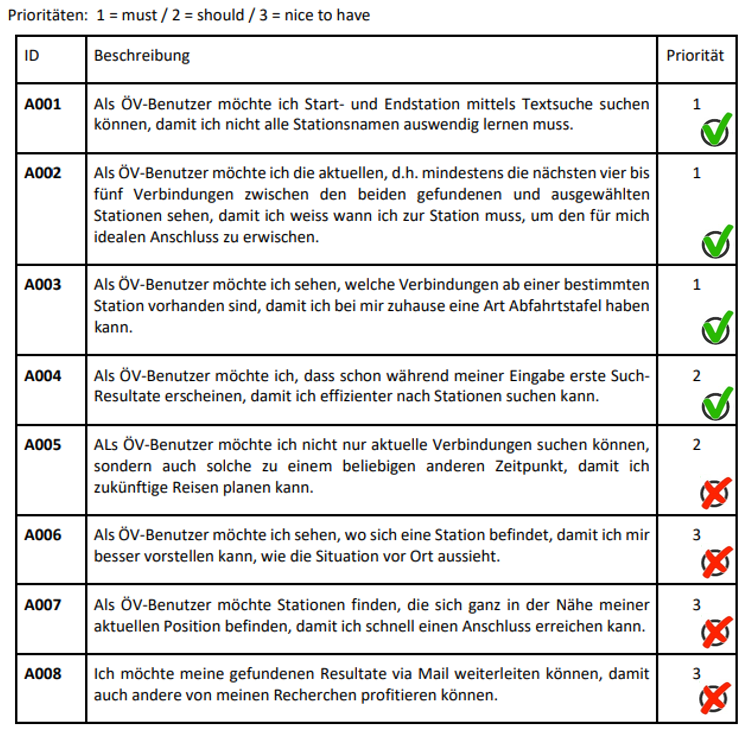 Prioritäten: 1 = must / 2 = should / 3 = nice to have
ID Beschreibung Priorität
A001 Als ÖV-Benutzer möchte ich Start- und Endstation mittels Textsuche suchen 1
können, damit ich nicht alle Stationsnamen auswendig lernen muss.
A002 Als ÖV-Benutzer möchte ich die aktuellen, d.h. mindestens die nächsten vier bis 1
fünf Verbindungen zwischen den beiden gefundenen und ausgewählten
Stationen sehen, damit ich weiss wann ich zur Station muss, um den für mich
idealen Anschluss zu erwischen.
A003 Als ÖV-Benutzer möchte ich sehen, welche Verbindungen ab einer bestimmten 1
Station vorhanden sind, damit ich bei mir zuhause eine Art Abfahrtstafel haben
kann.
A004 Als ÖV-Benutzer möchte ich, dass schon während meiner Eingabe erste Such- 2
Resultate erscheinen, damit ich effizienter nach Stationen suchen kann.
A005 ALs ÖV-Benutzer möchte ich nicht nur aktuelle Verbindungen suchen können, 2
sondern auch solche zu einem beliebigen anderen Zeitpunkt, damit ich
zukünftige Reisen planen kann.
A006 Als ÖV-Benutzer möchte ich sehen, wo sich eine Station befindet, damit ich mir 3
besser vorstellen kann, wie die Situation vor Ort aussieht.
A007 Als ÖV-Benutzer möchte Stationen finden, die sich ganz in der Nähe meiner 3
aktuellen Position befinden, damit ich schnell einen Anschluss erreichen kann.
A008 Ich möchte meine gefundenen Resultate via Mail weiterleiten können, damit 3
auch andere von meinen Recherchen profitieren können.